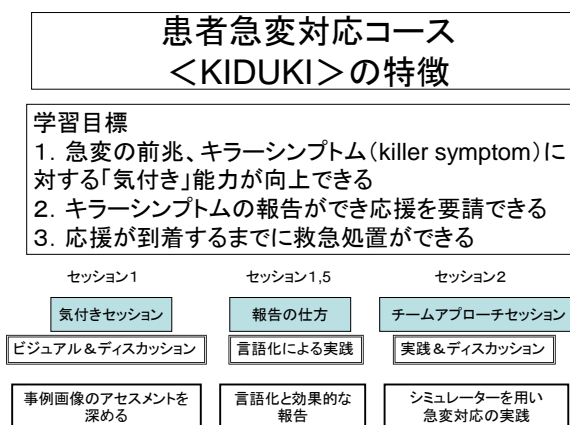 患者急変対応コース
＜KIDUKI＞の特徴
学習目標
1．急変の前兆、キラーシンプトム（killer symptom）に
対する「気付き」能力が向上できる
2．キラーシンプトムの報告ができ応援を要請できる
3．応援が到着するまでに救急処置ができる
セッション1
セッション1,5
セッション2
気付きセッション
報告の仕方
チームアプローチセッション
ビジュアル＆ディスカッション
言語化による実践
実践＆ディスカッション
事例画像のアセスメントを
深める
言語化と効果的な
報告
シミュレーターを用い
急変対応の実践